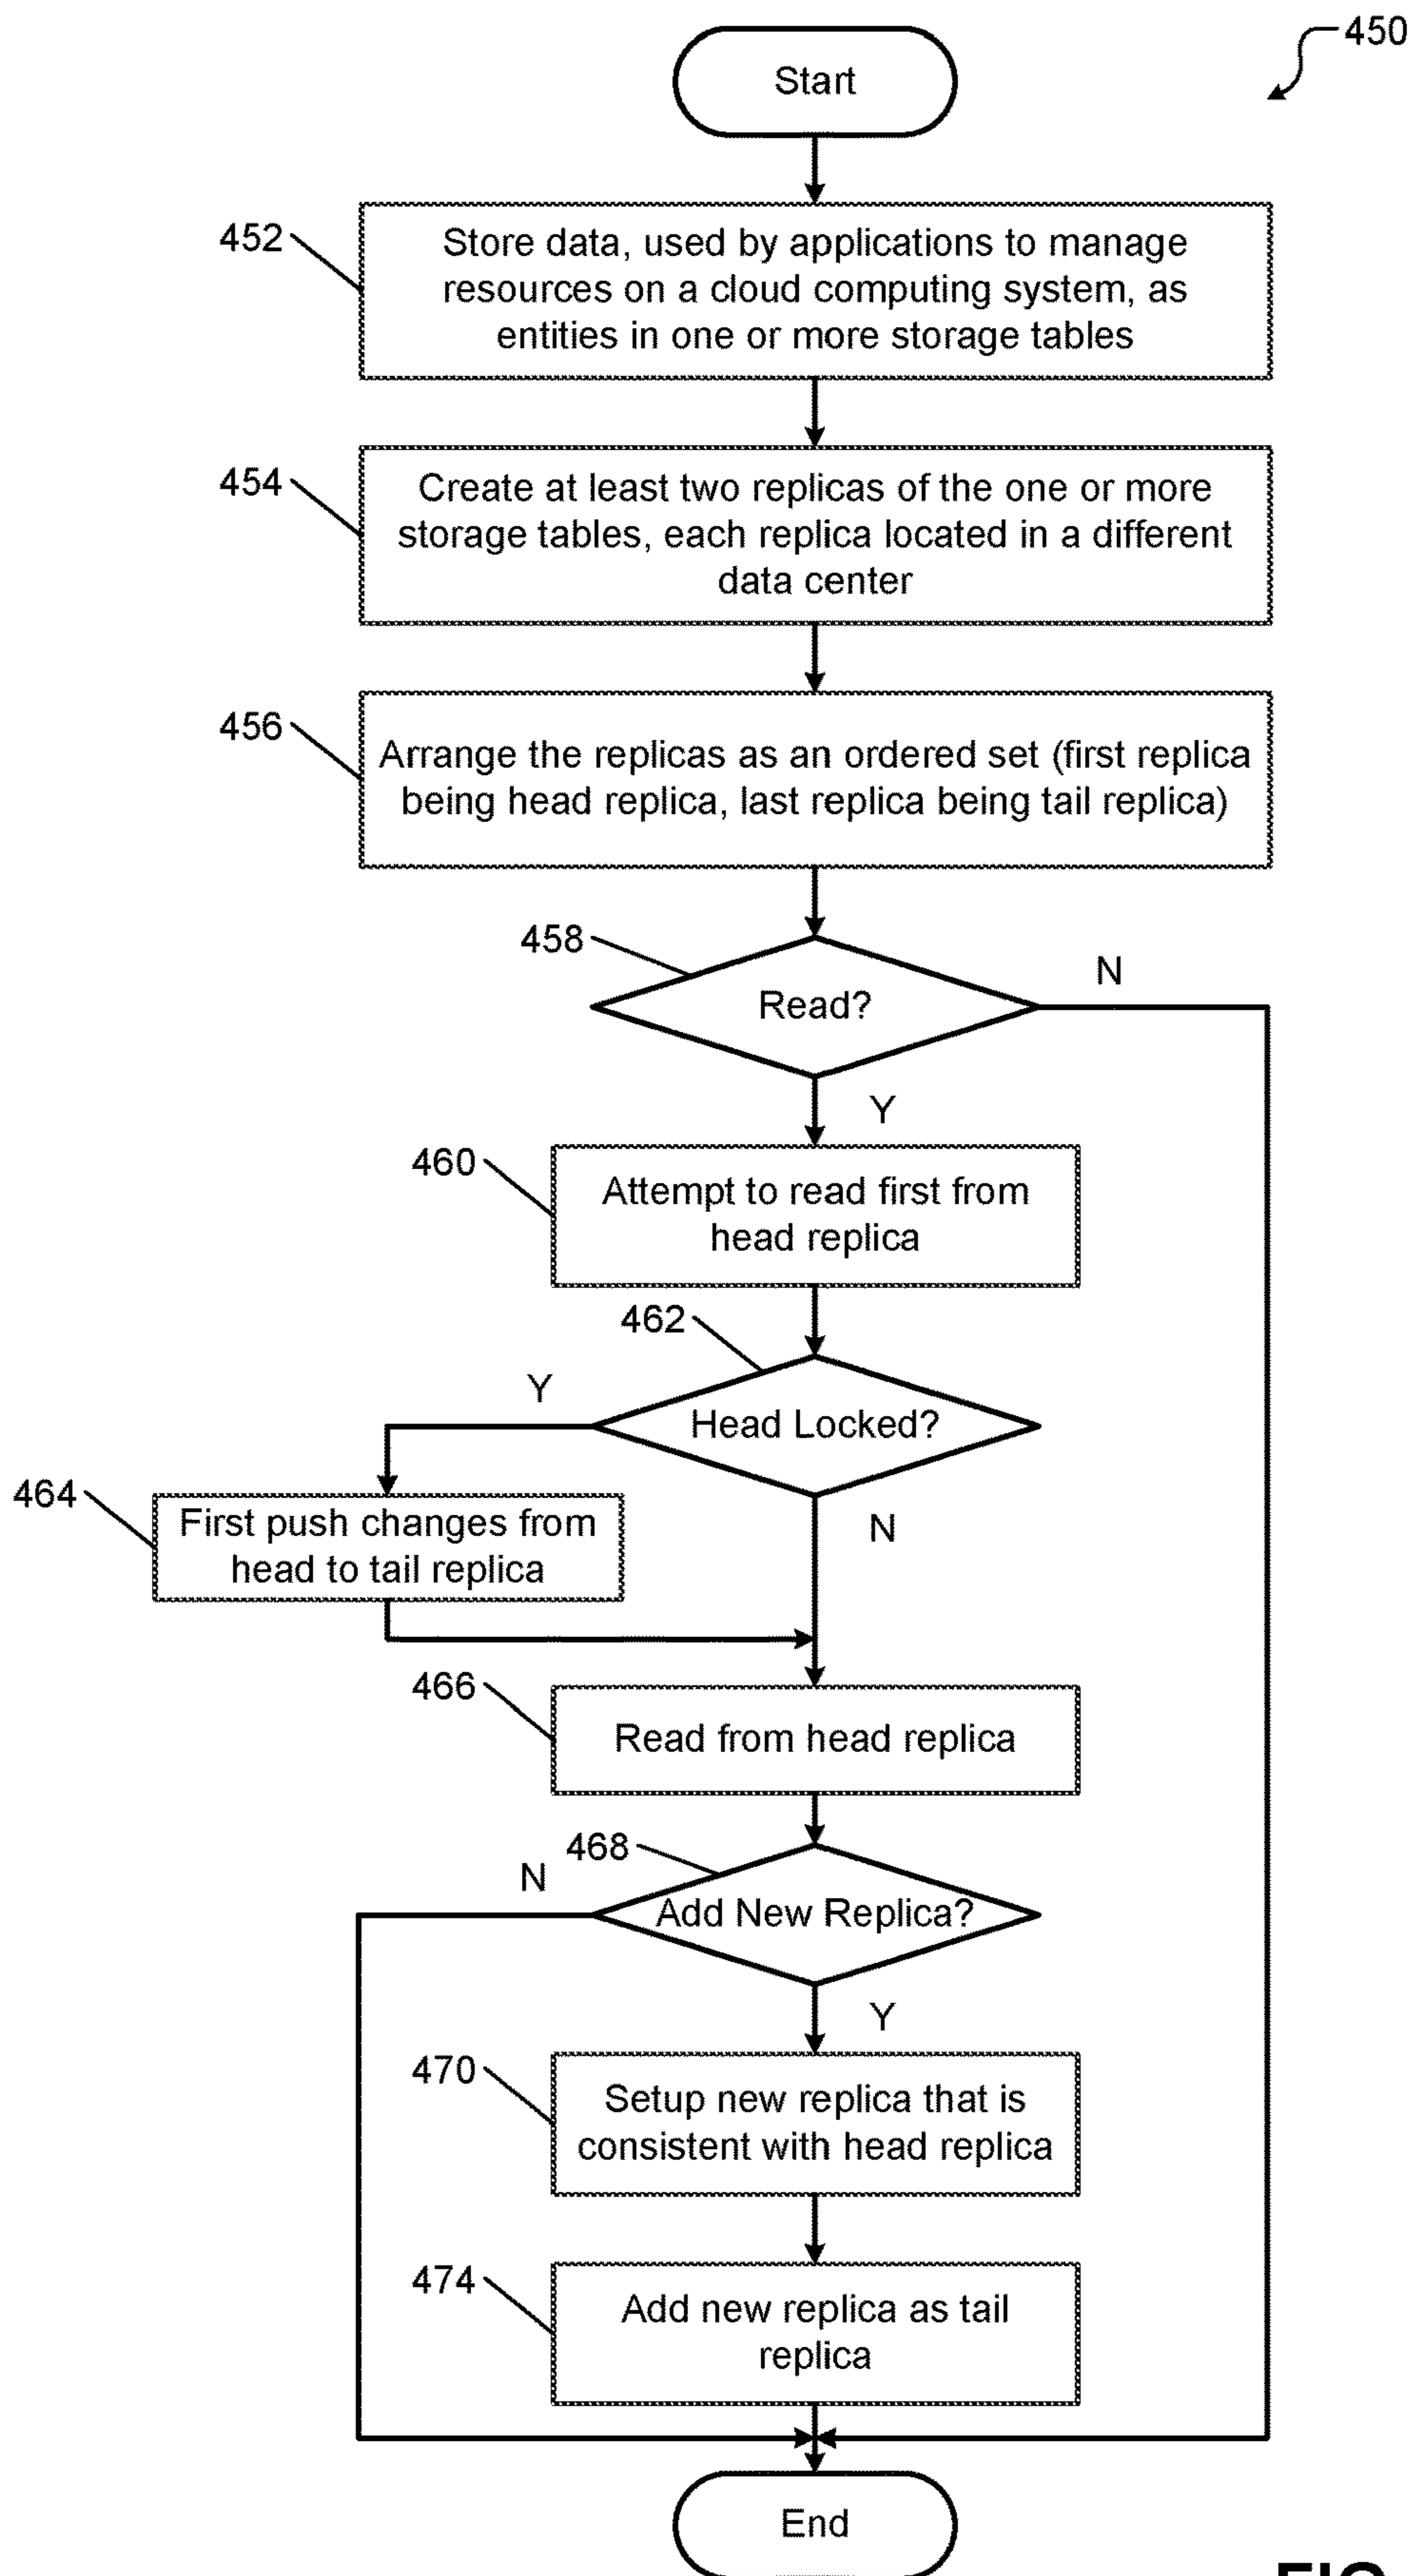 450
Start
452
Store data, used by applications to manage
resources on a cloud computing system, as
entities in one or more storage tables
454
Create at least two replicas of the one or more
storage tables, each replica located in a different
data center
456
Arrange the replicas as an ordered set (first replica
being head replica, last replica being tail replica)
458
Read?
N
Y
460
Attempt to read first from
head replica
462
Head Locked?
Y
N
464
First push changes from
head to tail replica
466
Read from head replica
468
Add New Replica?
N
Y
470
Setup new replica that is
consistent with head replica
474
Add new replica as tail
replica
End